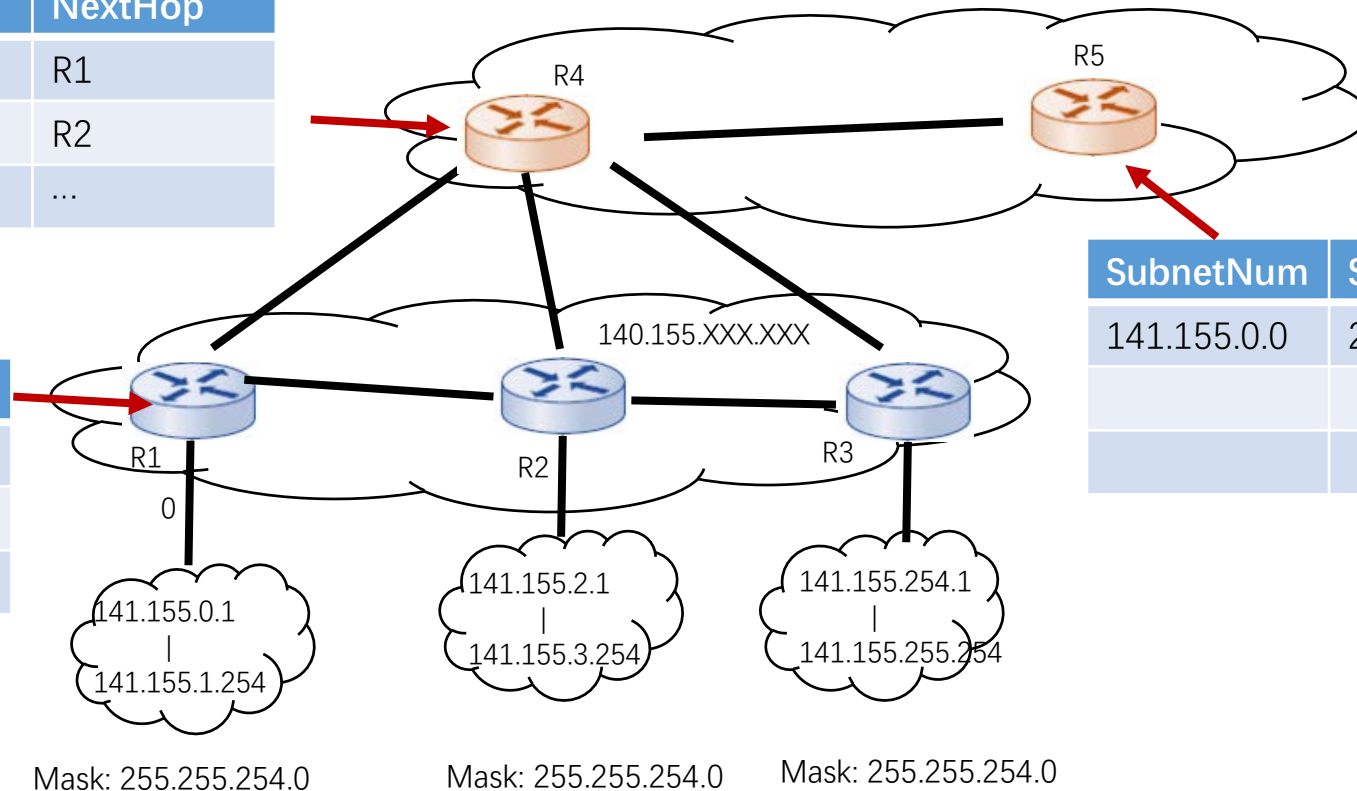 NextHop
R1
R2
...
R4
R5
SubnetNum
141.155.0.0
140.155.XXX.XXX
R1
R2
R3
0
141.155.0.1
|
141.155.1.254
141.155.2.1
|
141.155.3.254
141.155.254.1
|
141.155.255.254
Mask: 255.255.254.0
Mask: 255.255.254.0
Mask: 255.255.254.0